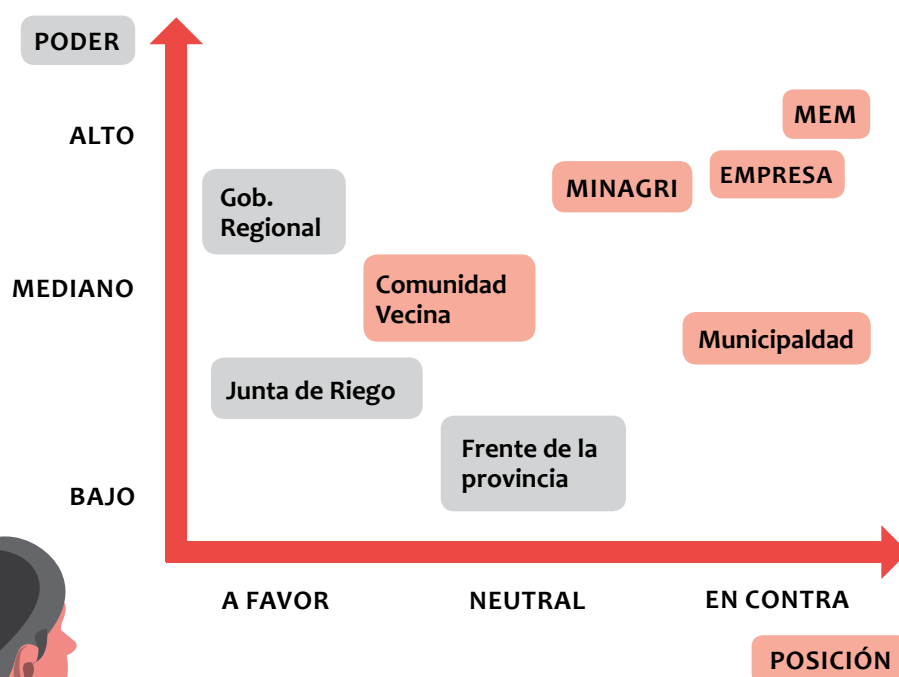 PODER
ALTO
MEM
EMPRESA
MINAGRI
Gob.
Regional
MEDIANO
Comunidad
Vecina
Municipaldad
Junta de Riego
Frente de la
provincia
BAJO
A FAVOR
NEUTRAL
EN CONTRA
POSICIÓN